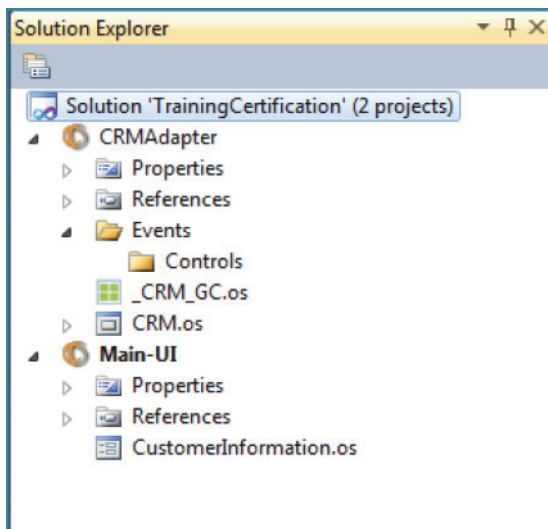 Solution Explorer
Solution 'TrainingCertification' (2 projects)
CRMAdapter
Properties
References
Events
Controls
_CRM_GC.os
CRM.os
Main-UI
Properties
References
CustomerInformation.os